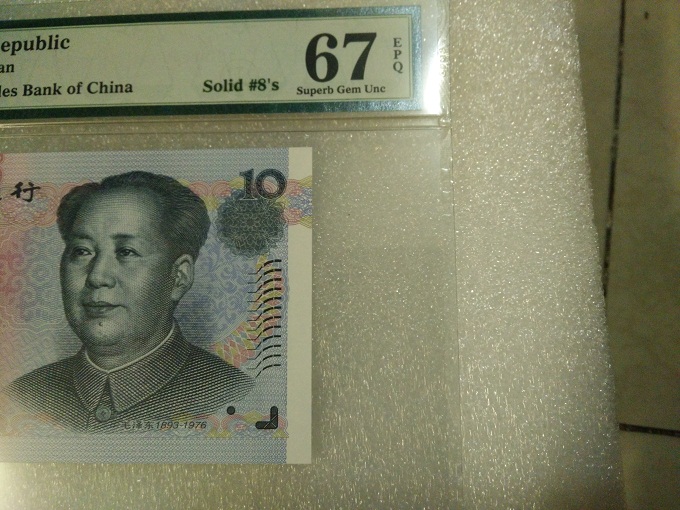 epublic
an
les Bank of China
Solid #8's
67
EPQ
Superb Gem Unc
行
10
毛泽东1893-1976